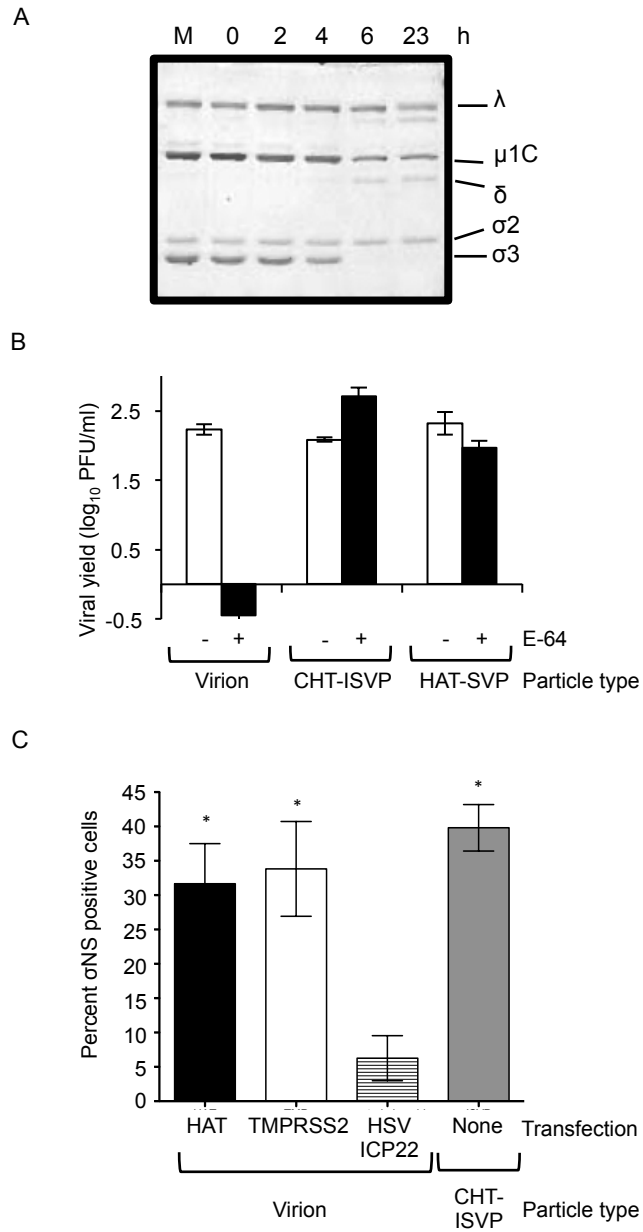 A
M 0 2 4 6 23 h
λ
μ1C
δ
σ2
σ3
B
Viral yield (log10 PFU/ml)
2.5
1.5
0.5
-0.5
- + - + - + E-64
Virion CHT-ISVP HAT-SVP Particle type
C
Percent σNS positive cells
45
40
35
30
25
20
15
10
5
0
* * *
HAT TMPRSS2 HSV None Transfection
ICP22
Virion CHT- Particle type
ISVP